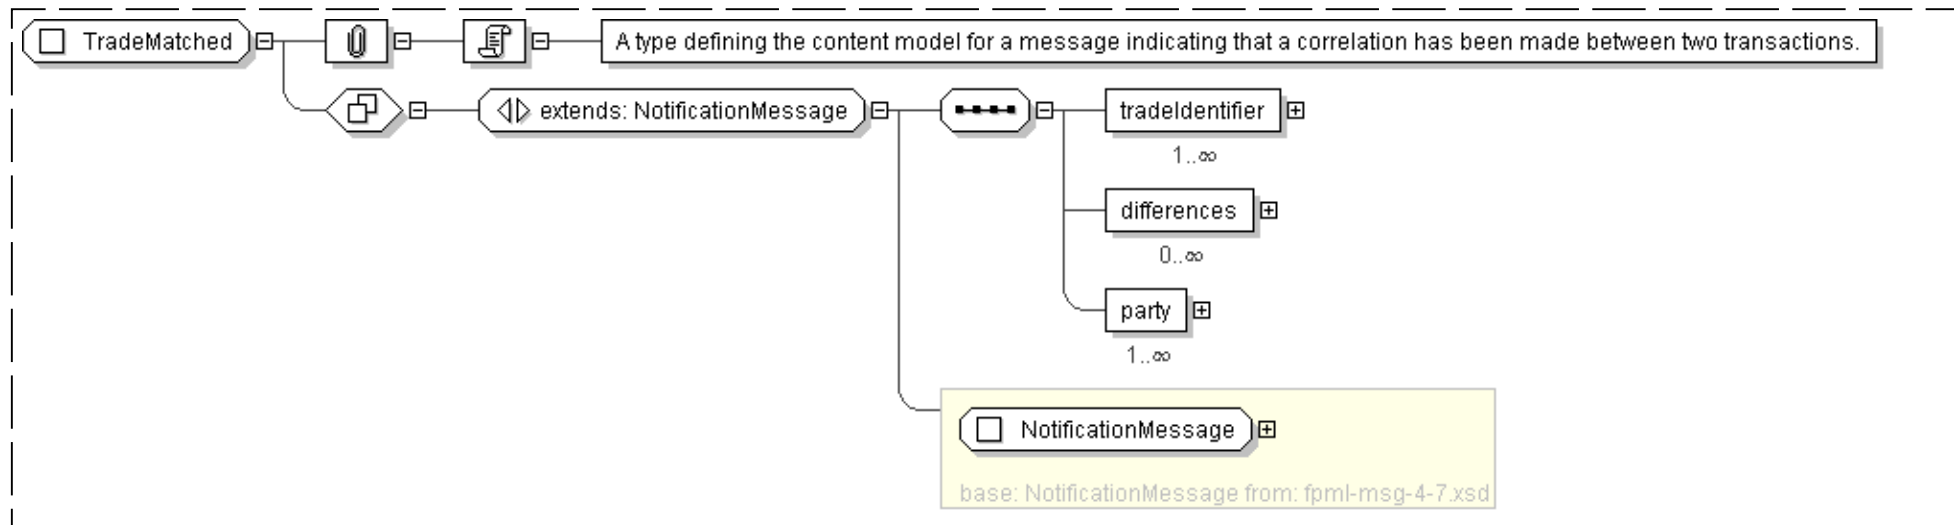 TradeMatched
A type defining the content model for a message indicating that a correlation has been made between two transactions.
extends: NotificationMessage
tradeIdentifier
1..∞
differences
0..∞
party
1..∞
NotificationMessage
base: NotificationMessage from: fpml-msg-4-7.xsd